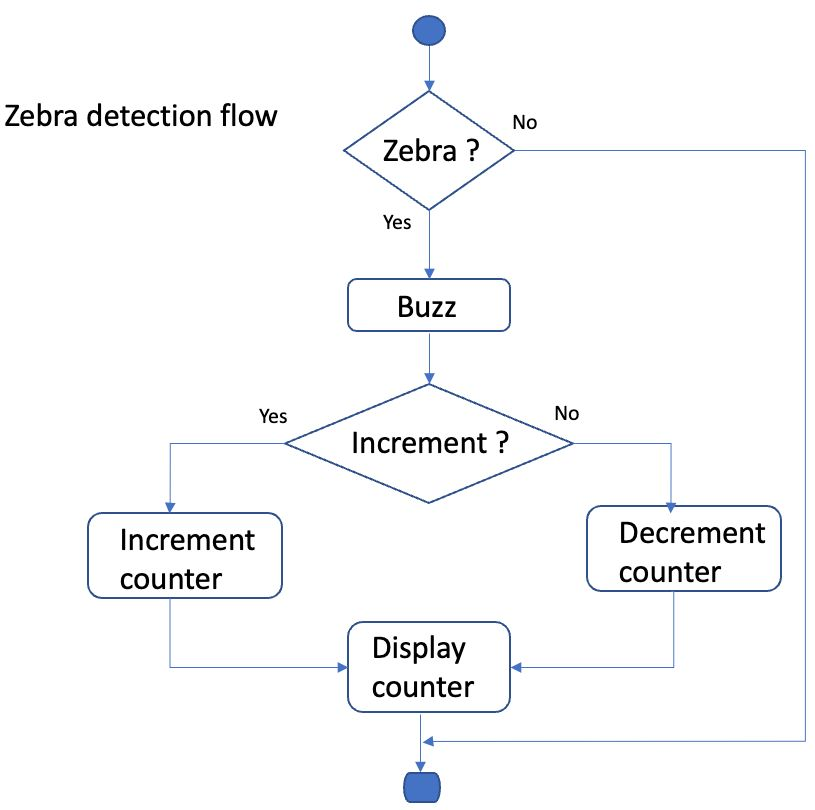 Zebra detection flow
Zebra ?
No
Yes
Buzz
Increment ?
Yes
No
Increment
counter
Decrement
counter
Display
counter